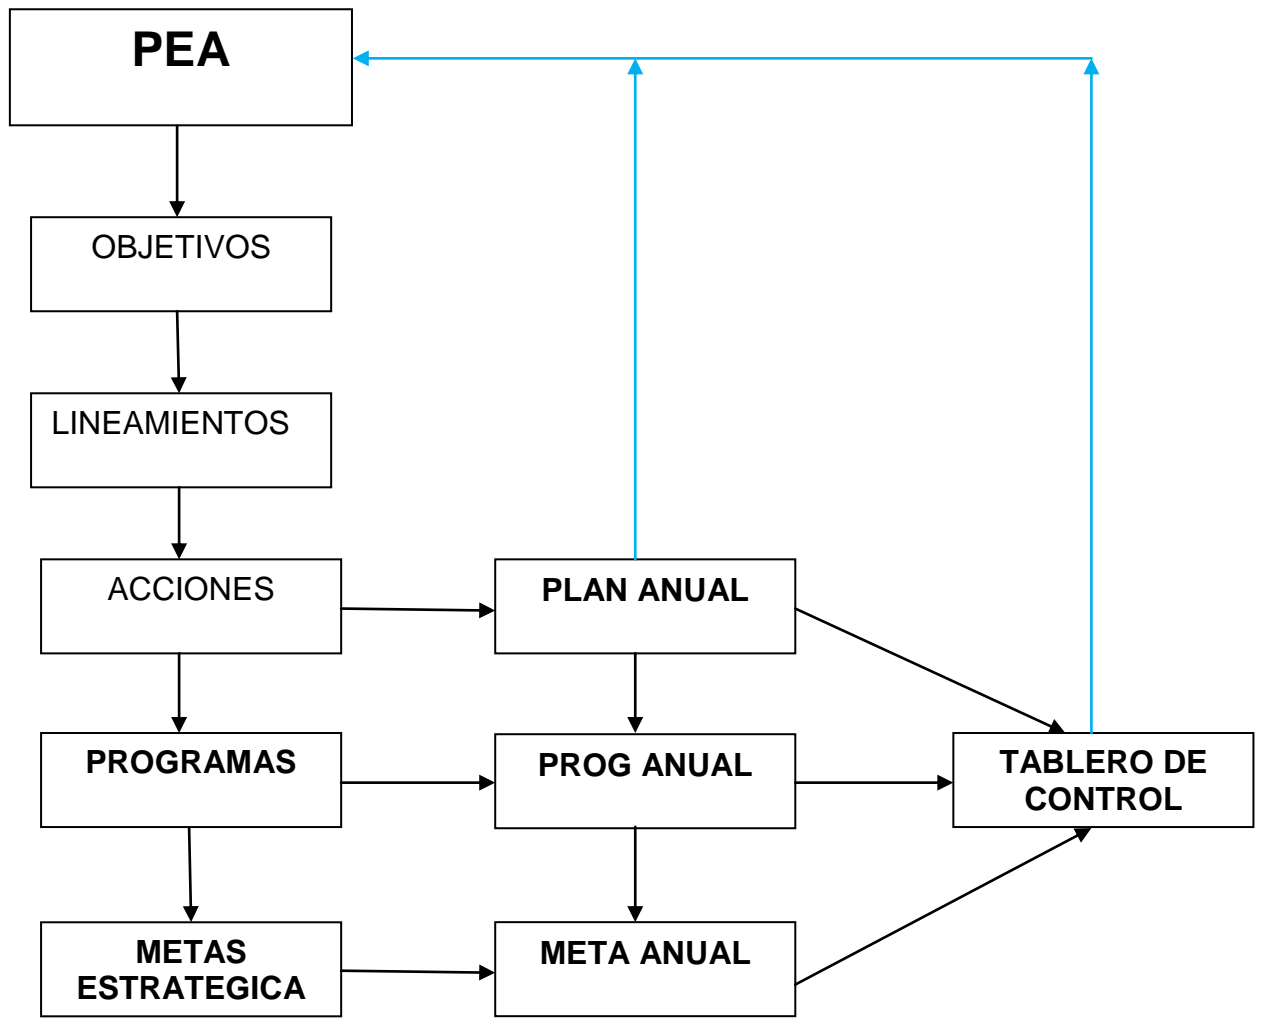 PEA
OBJETIVOS
LINEAMIENTOS
ACCIONES
PLAN ANUAL
PROGRAMAS
PROG ANUAL
TABLERO DE
CONTROL
METAS
ESTRATEGICA
META ANUAL